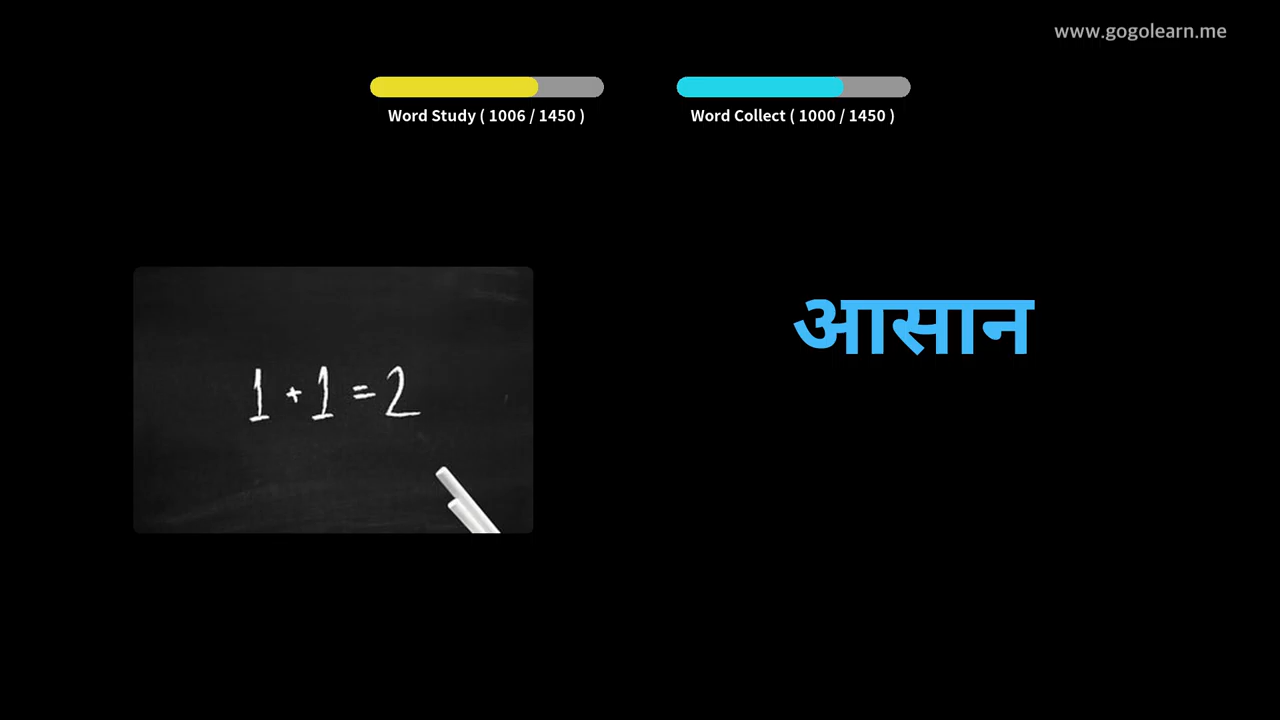 www.gogolearn.me
Word Study ( 1006 / 1450 )
Word Collect ( 1000 / 1450 )
आसान
1 + 1 = 2